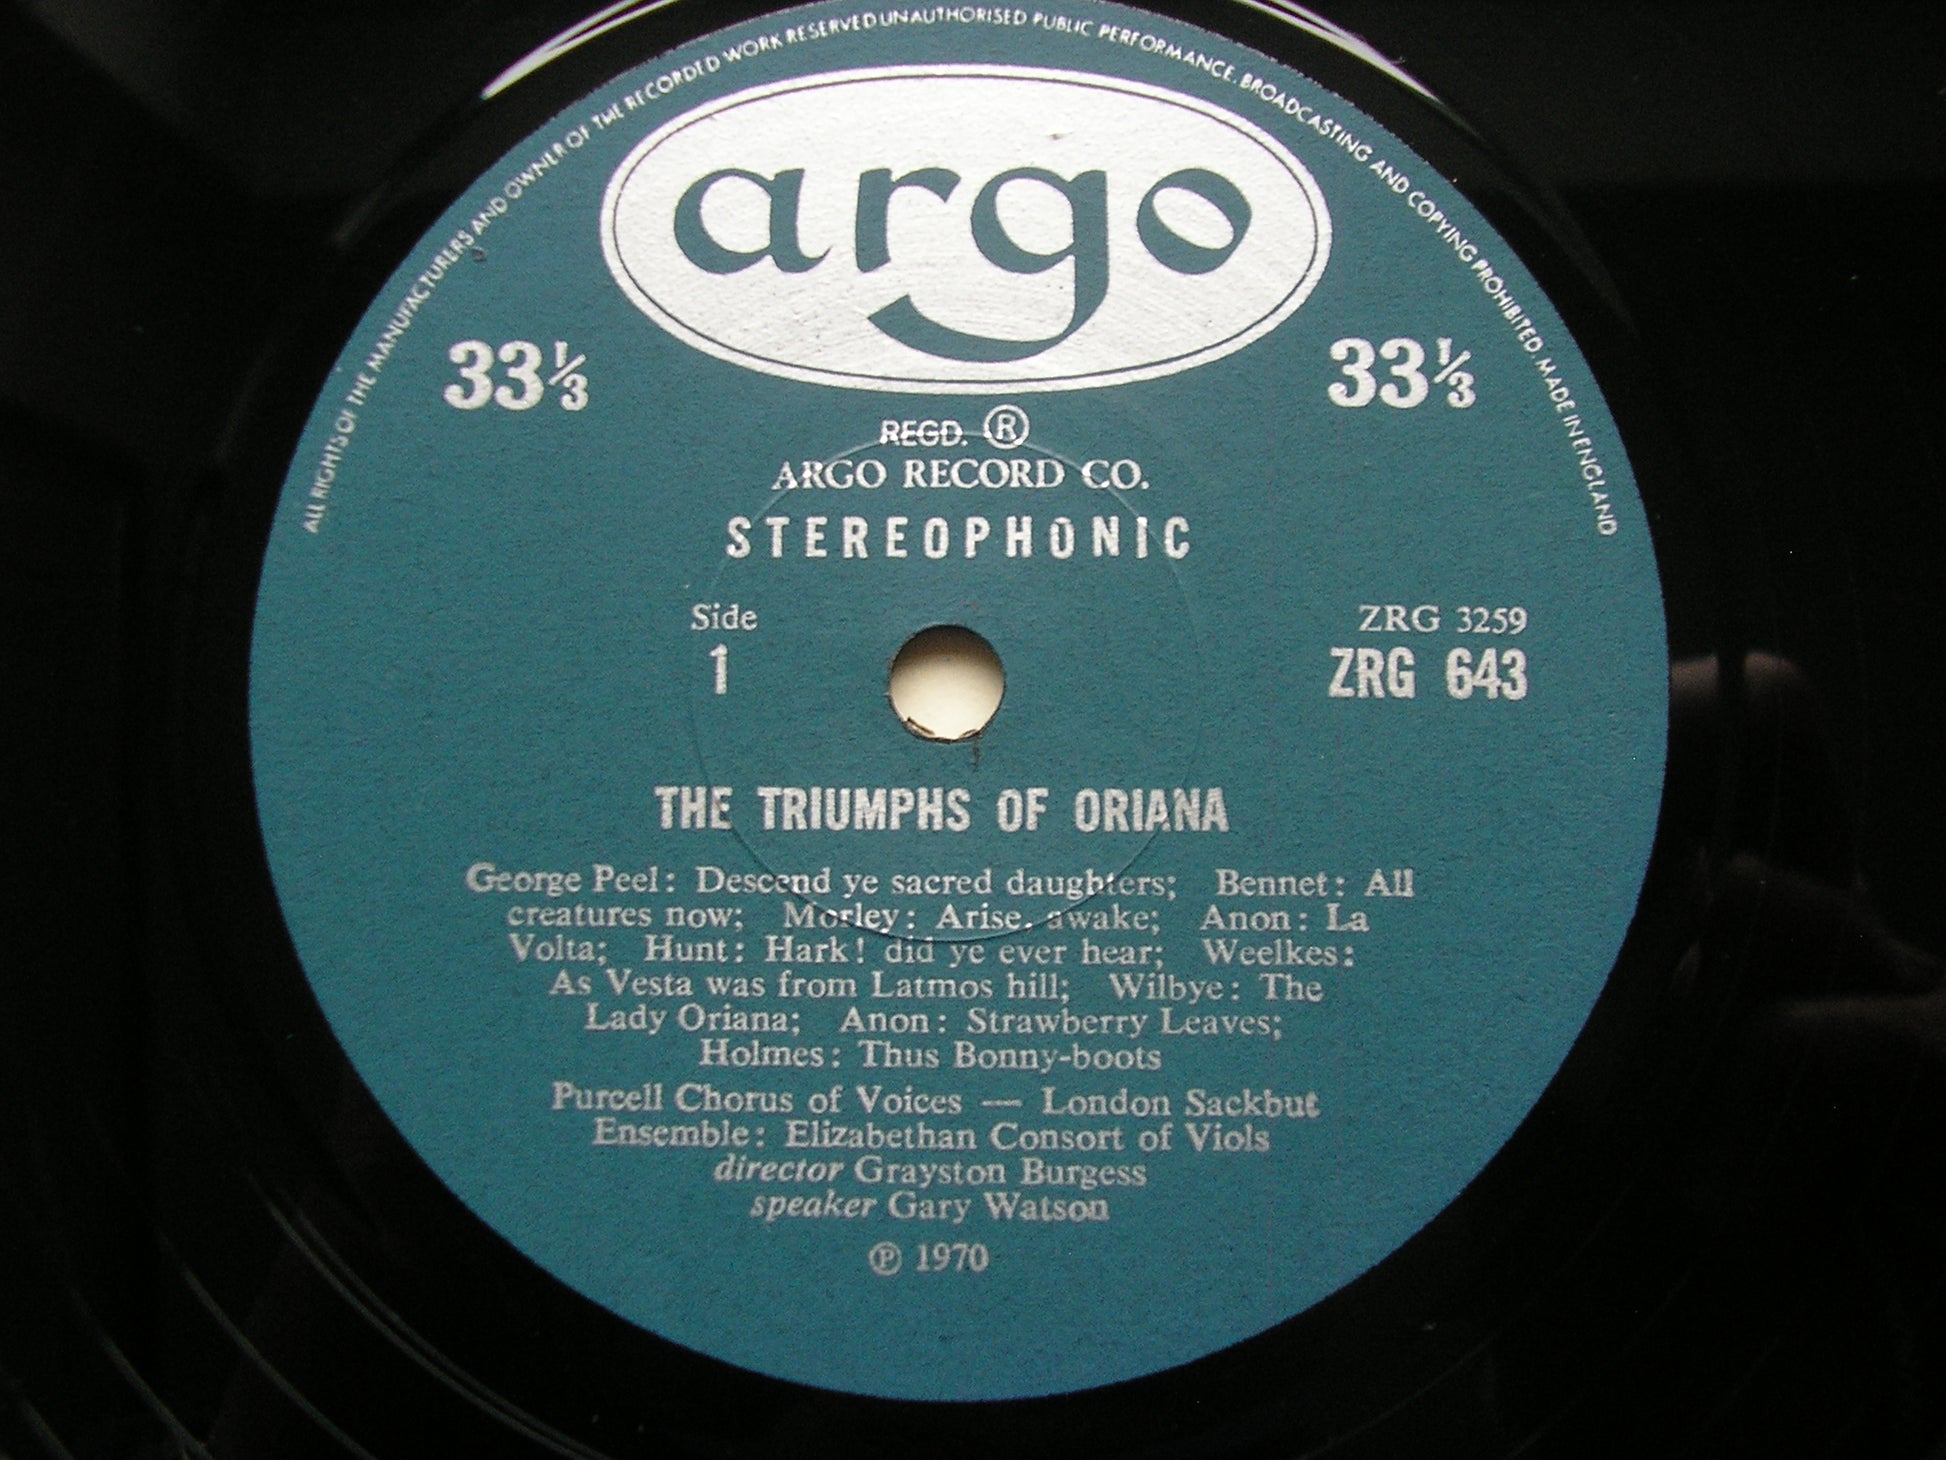 ALL RIGHTS OF THE MANUFACTURERS AND OWNER OF THE RECORDED WORK RESERVED UNAUTHORISED PUBLIC PERFORMANCE, BROADCASTING AND COPYING PROHIBITED. MADE IN ENGLAND
argo
33⅓ 33⅓
REGD. ®
ARGO RECORD CO.
STEREOPHONIC
Side ZRG 3259
1 ZRG 643
THE TRIUMPHS OF ORIANA
George Peel: Descend ye sacred daughters; Bennet: All
creatures now; Morley: Arise, awake; Anon: La
Volta; Hunt: Hark! did ye ever hear; Weelkes:
As Vesta was from Latmos hill; Wilbye: The
Lady Oriana; Anon: Strawberry Leaves;
Holmes: Thus Bonny-boots
Purcell Chorus of Voices — London Sackbut
Ensemble: Elizabethan Consort of Viols
director Grayston Burgess
speaker Gary Watson
℗ 1970